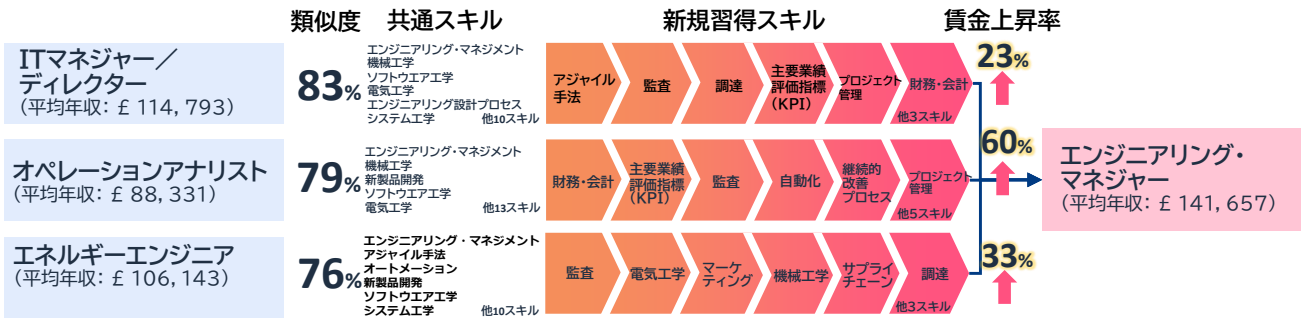 類似度 共通スキル 新規習得スキル 賃金上昇率
ITマネジャー／
ディレクター
(平均年収: £ 114, 793)
83%
エンジニアリング・マネジメント
機械工学
ソフトウエア工学
電気工学
エンジニアリング設計プロセス
システム工学 他10スキル
アジャイル
手法
監査
調達
主要業績
評価指標
(KPI)
プロジェクト
管理
財務・会計
他3スキル
23%
オペレーションアナリスト
(平均年収: £ 88, 331)
79%
エンジニアリング・マネジメント
機械工学
新製品開発
ソフトウエア工学
電気工学 他13スキル
財務・会計
主要業績
評価指標
(KPI)
監査
自動化
継続的
改善
プロセス
プロジェクト
管理
他5スキル
60%
エンジニアリング・
マネジャー
(平均年収: £ 141, 657)
エネルギーエンジニア
(平均年収: £ 106, 143)
76%
エンジニアリング・マネジメント
アジャイル手法
オートメーション
新製品開発
ソフトウエア工学
システム工学 他10スキル
監査
電気工学
マーケ
ティング
機械工学
サプライ
チェーン
調達
他3スキル
33%